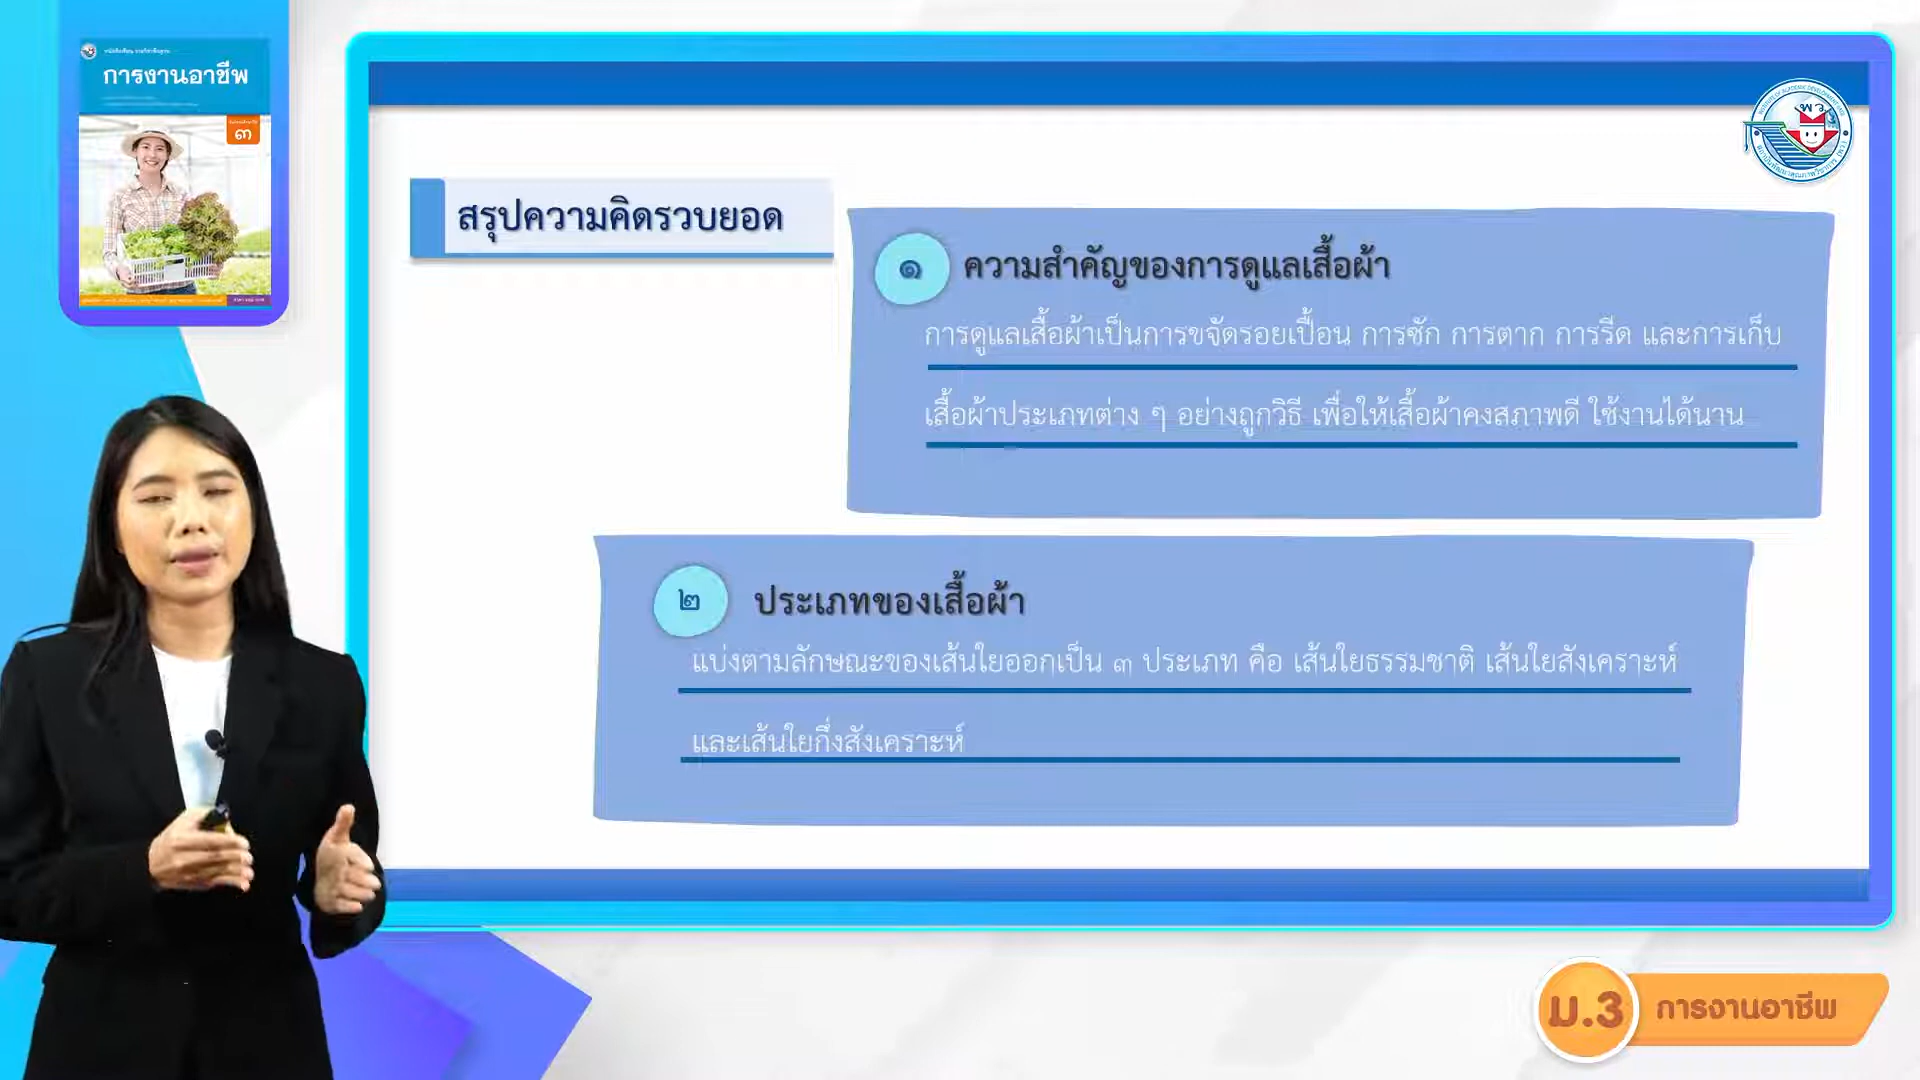 การงานอาชีพ
๓
พว
สรุปความคิดรวบยอด
๑ ความสำคัญของการดูแลเสื้อผ้า
การดูแลเสื้อผ้าเป็นการขจัดรอยเปื้อน การซัก การตาก การรีด และการเก็บ
เสื้อผ้าประเภทต่าง ๆ อย่างถูกวิธี เพื่อให้เสื้อผ้าคงสภาพดี ใช้งานได้นาน
๒ ประเภทของเสื้อผ้า
แบ่งตามลักษณะของเส้นใยออกเป็น ๓ ประเภท คือ เส้นใยธรรมชาติ เส้นใยสังเคราะห์
และเส้นใยกึ่งสังเคราะห์
ม.3 การงานอาชีพ